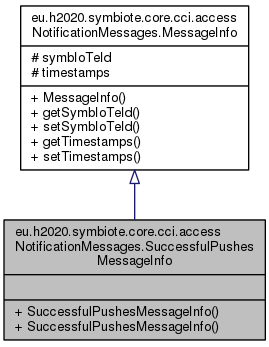 eu.h2020.symbiote.core.cci.access
NotificationMessages.MessageInfo
# symbIoTeId
# timestamps
+ MessageInfo()
+ getSymbIoTeId()
+ setSymbIoTeId()
+ getTimestamps()
+ setTimestamps()
eu.h2020.symbiote.core.cci.access
NotificationMessages.SuccessfulPushes
MessageInfo
+ SuccessfulPushesMessageInfo()
+ SuccessfulPushesMessageInfo()